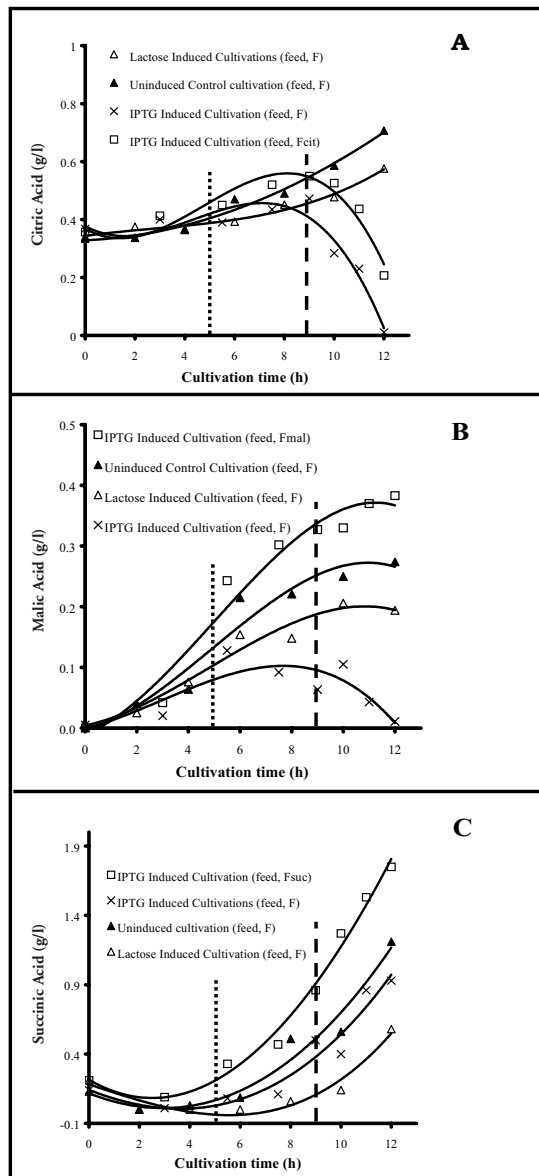 A
1
Lactose Induced Cultivations (feed, F)
Uninduced Control cultivation (feed, F)
0.8
IPTG Induced Cultivation (feed, F)
IPTG Induced Cultivation (feed, Fcit)
0.6
0.4
0.2
0
Citric Acid (g/l)
0 2 4 6 8 10 12
Cultivation time (h)
B
0.5
IPTG Induced Cultivation (feed, Fmal)
Uninduced Control Cultivation (feed, F)
0.4
Lactose Induced Cultivation (feed, F)
IPTG Induced Cultivation (feed, F)
0.3
0.2
0.1
0.0
Malic Acid (g/l)
0 2 4 6 8 10 12
Cultivation time (h)
C
1.9
IPTG Induced Cultivation (feed, Fsuc)
IPTG Induced Cultivations (feed, F)
1.4
Uninduced cultivation (feed, F)
Lactose Induced Cultivation (feed, F)
0.9
0.4
-0.1
Succinic Acid (g/l)
0 2 4 6 8 10 12
Cultivation time (h)